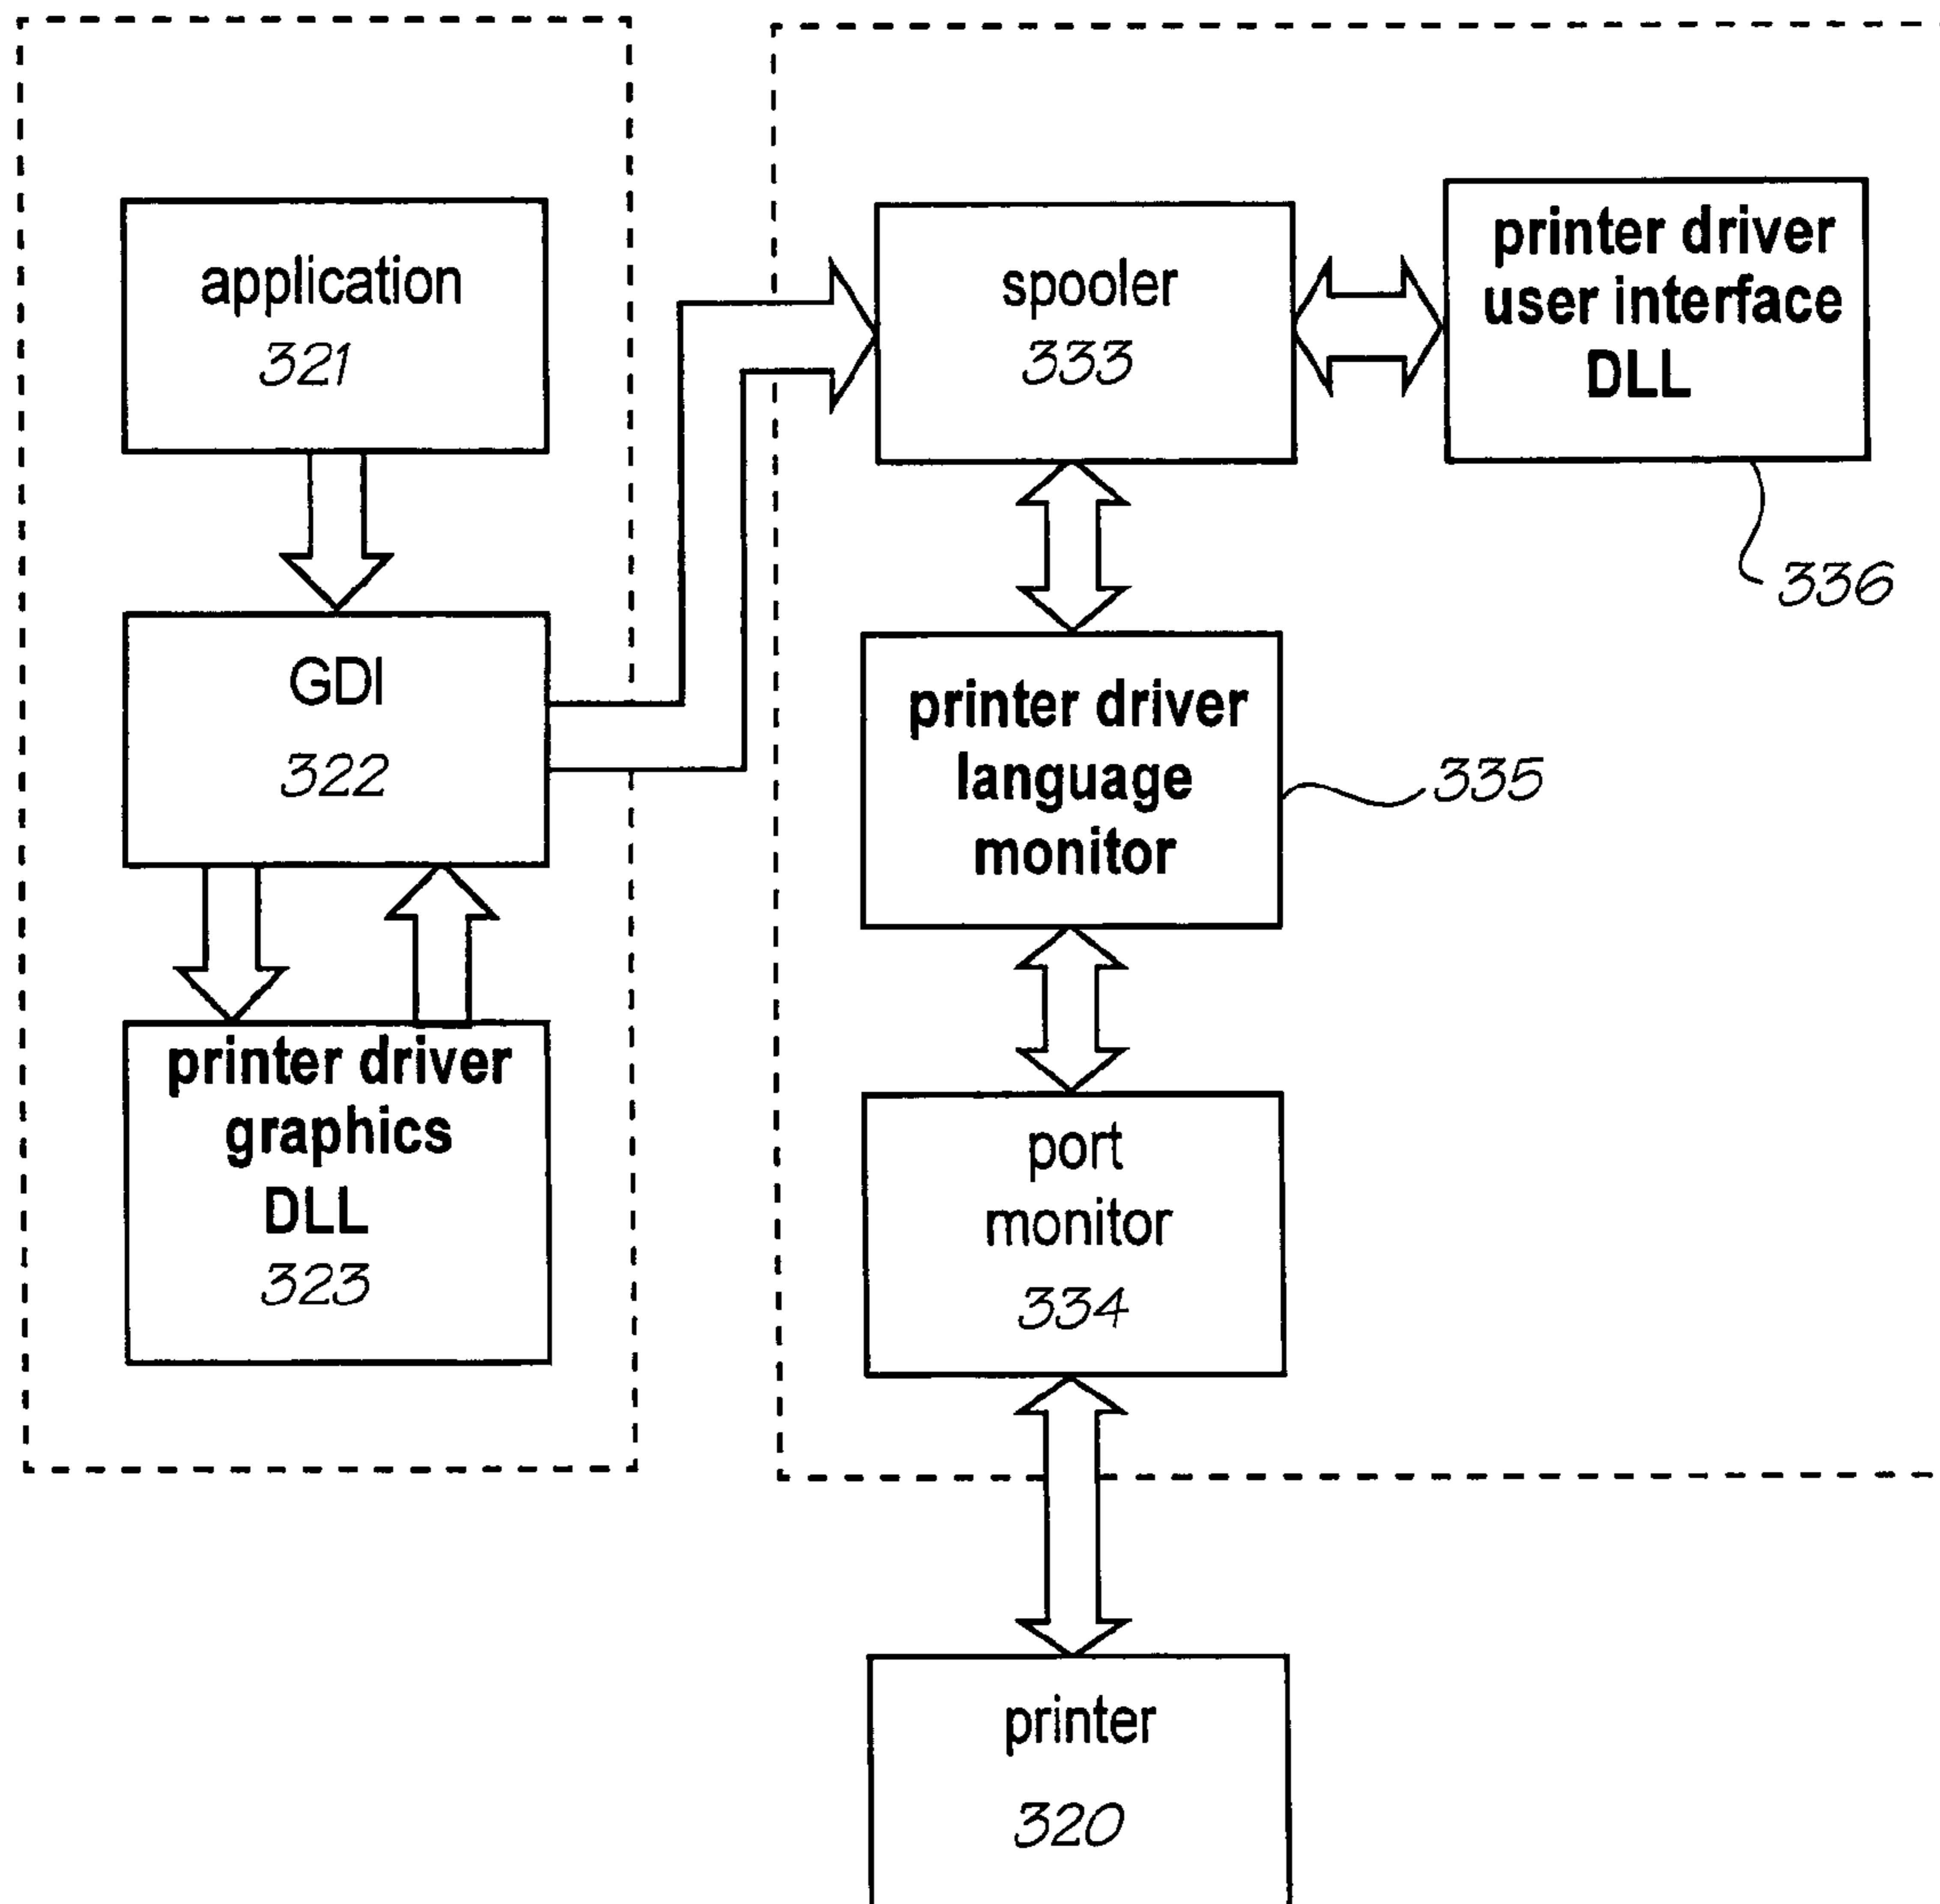 application
321
GDI
322
printer driver
graphics
DLL
323
spooler
333
printer driver
user interface
DLL
336
printer driver
language
monitor
335
port
monitor
334
printer
320